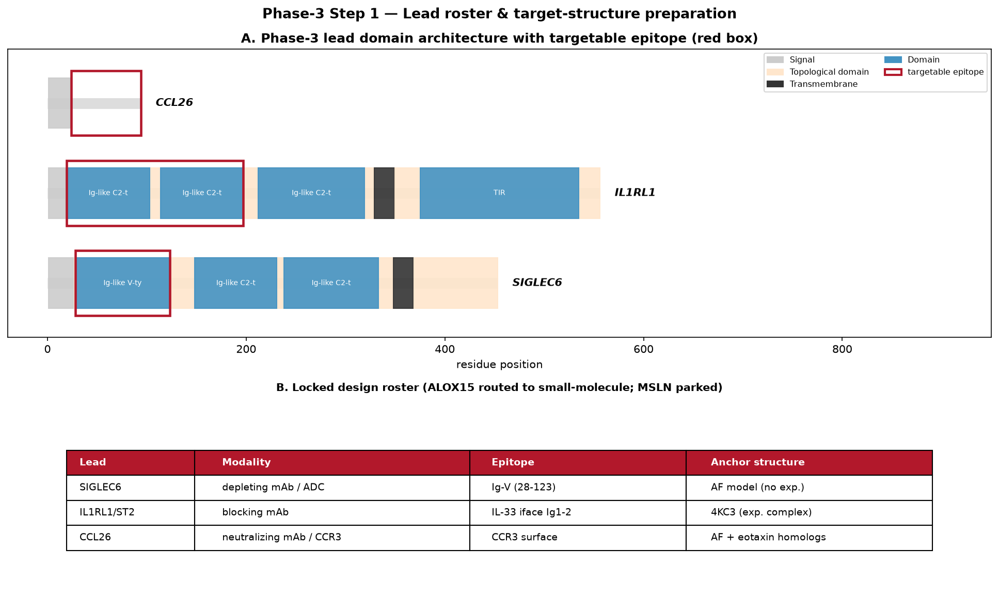 Phase-3 Step 1 — Lead roster & target-structure preparation
A. Phase-3 lead domain architecture with targetable epitope (red box)
Signal
Topological domain
Transmembrane
Domain
targetable epitope
CCL26
Ig-like C2-t
Ig-like C2-t
Ig-like C2-t
TIR
IL1RL1
Ig-like V-ty
Ig-like C2-t
Ig-like C2-t
SIGLEC6
0 200 400 600 800
residue position
B. Locked design roster (ALOX15 routed to small-molecule; MSLN parked)
Lead Modality Epitope Anchor structure
SIGLEC6 depleting mAb / ADC Ig-V (28-123) AF model (no exp.)
IL1RL1/ST2 blocking mAb IL-33 iface Ig1-2 4KC3 (exp. complex)
CCL26 neutralizing mAb / CCR3 CCR3 surface AF + eotaxin homologs